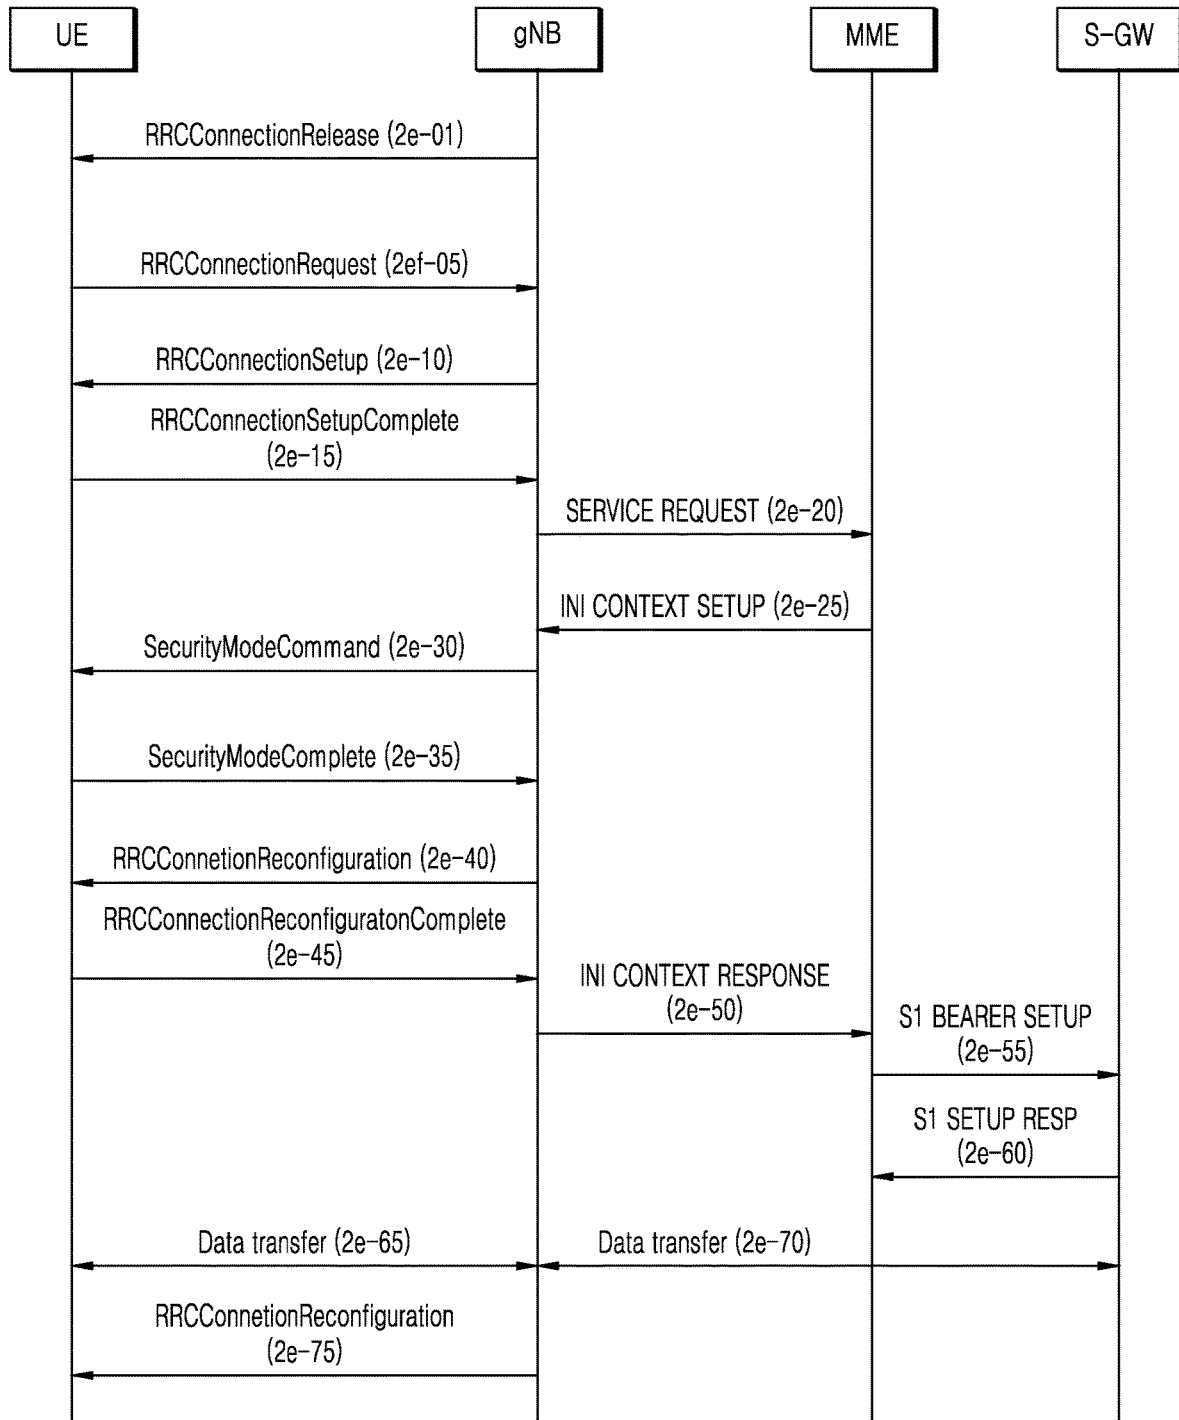 UE
gNB
MME
S-GW
RRCConnectionRelease (2e-01)
RRCConnectionRequest (2ef-05)
RRCConnectionSetup (2e-10)
RRCConnectionSetupComplete
(2e-15)
SERVICE REQUEST (2e-20)
INI CONTEXT SETUP (2e-25)
SecurityModeCommand (2e-30)
SecurityModeComplete (2e-35)
RRCConnetionReconfiguration (2e-40)
RRCConnectionReconfiguratonComplete
(2e-45)
INI CONTEXT RESPONSE
(2e-50)
S1 BEARER SETUP
(2e-55)
S1 SETUP RESP
(2e-60)
Data transfer (2e-65)
Data transfer (2e-70)
RRCConnetionReconfiguration
(2e-75)